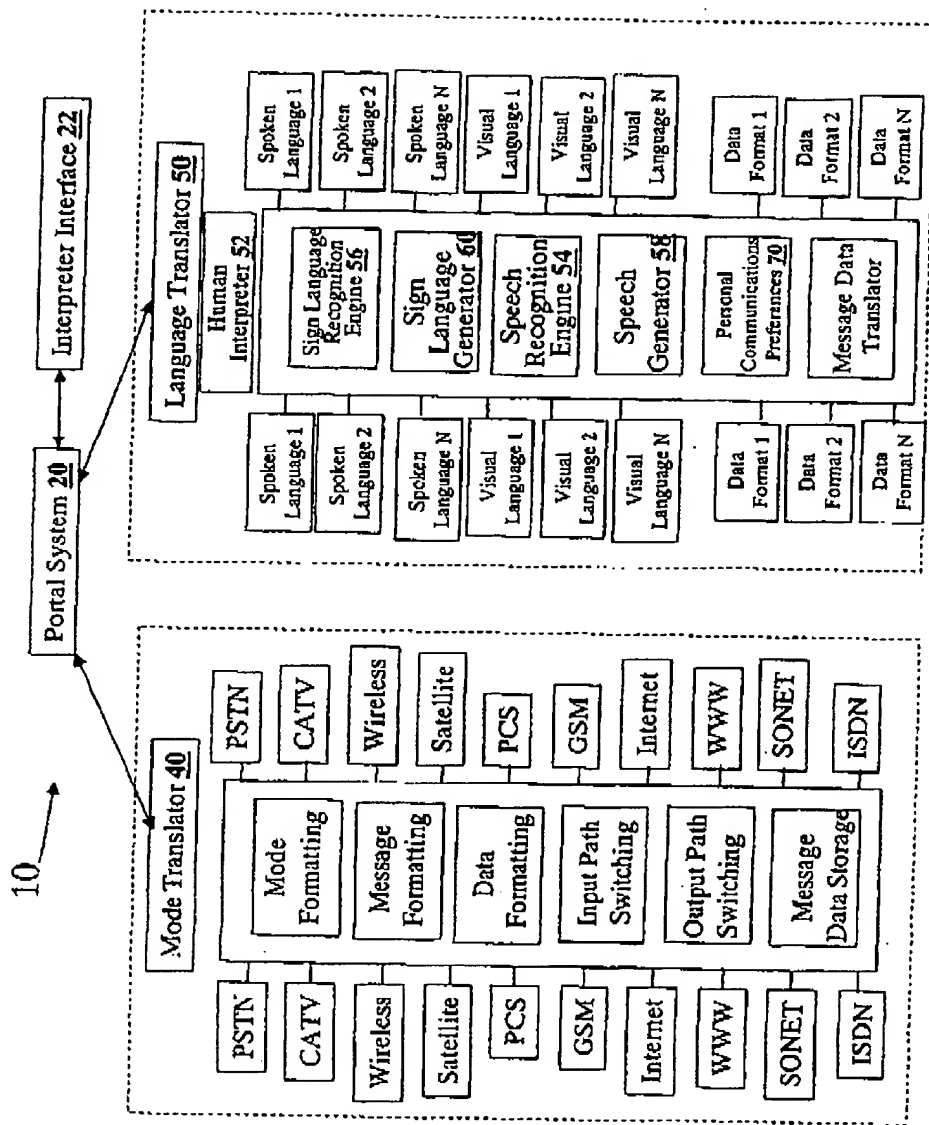 10
Portal System 20
Interpreter Interface 22
Mode Translator 40
PSTN
CATV
Wireless
Satellite
PCS
GSM
Internet
WWW
SONET
ISDN
Mode
Formatting
Message
Formatting
Data
Formatting
Input Path
Switching
Output Path
Switching
Message
Data Storage
PSTN
CATV
Wireless
Satellite
PCS
GSM
Internet
WWW
SONET
ISDN
Language Translator 50
Human
Interpreter 52
Spoken
Language 1
Spoken
Language 2
Spoken
Language N
Visual
Language 1
Visual
Language 2
Visual
Language N
Data
Format 1
Data
Format 2
Data
Format N
Sign Language
Recognition
Engine 56
Sign
Language
Generator 60
Speech
Recognition
Engine 54
Speech
Generator 58
Personal
Communications
Preferences 70
Message Data
Translator
Spoken
Language 1
Spoken
Language 2
Spoken
Language N
Visual
Language 1
Visual
Language 2
Visual
Language N
Data
Format 1
Data
Format 2
Data
Format N